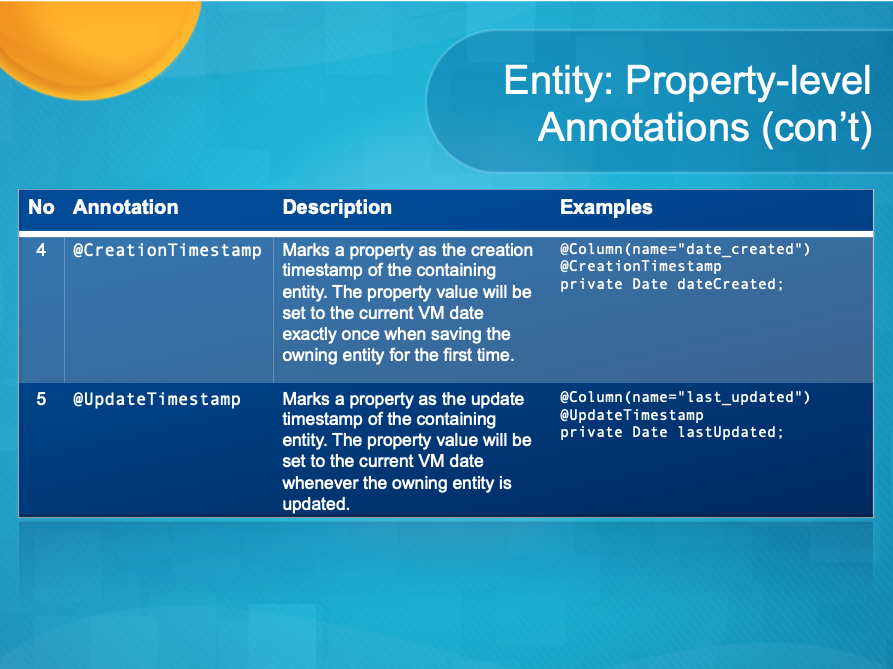 Entity: Property-level
Annotations (con’t)
No Annotation Description Examples
4 @CreationTimestamp Marks a property as the creation @Column(name="date_created")
timestamp of the containing @CreationTimestamp
entity. The property value will be private Date dateCreated;
set to the current VM date
exactly once when saving the
owning entity for the first time.
5 @UpdateTimestamp Marks a property as the update @Column(name="last_updated")
timestamp of the containing @UpdateTimestamp
entity. The property value will be private Date lastUpdated;
set to the current VM date
whenever the owning entity is
updated.